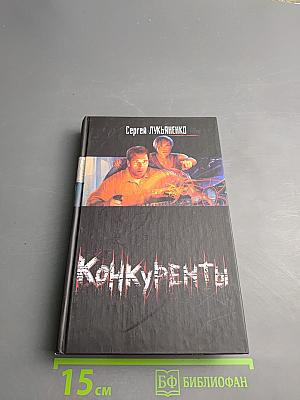 Сергей ЛУКЬЯНЕНКО
КОНКУРЕНТЫ
15 см
БФ БИБЛИОФАН